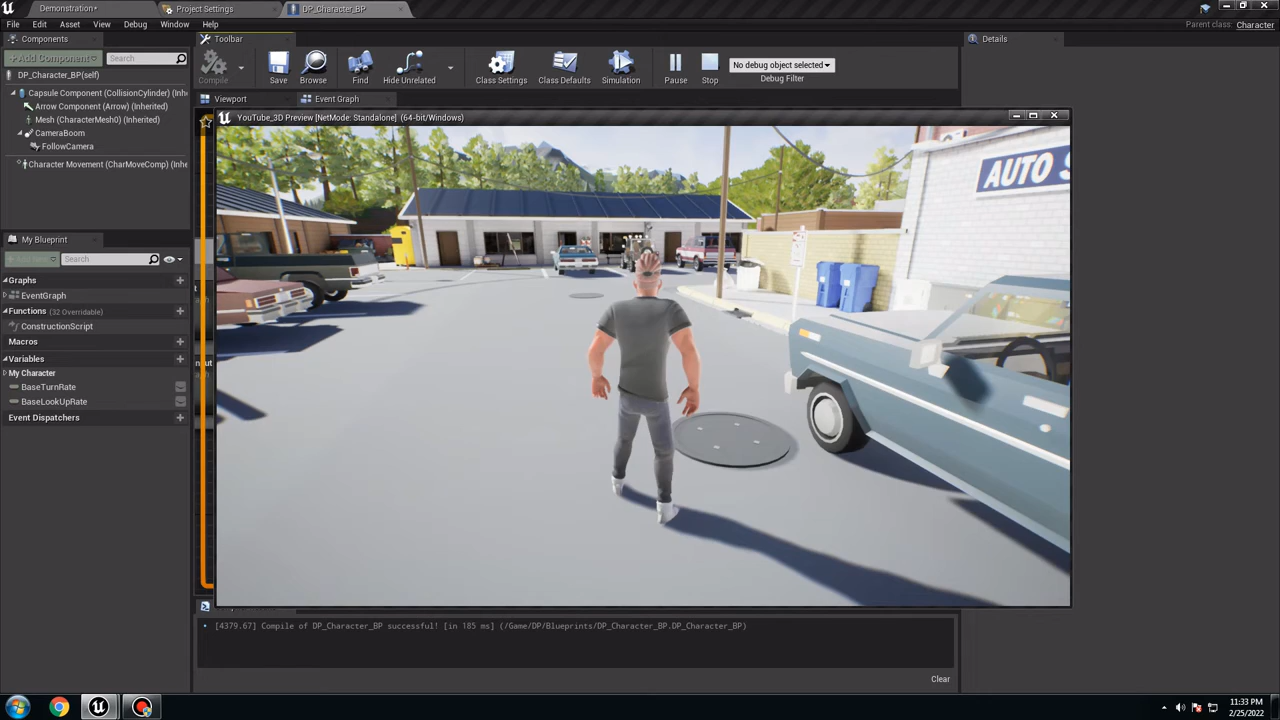 Demonstration*
Project Settings
DP_Character_BP
File Edit Asset View Debug Window Help
Parent class: Character
Components
Toolbar
Details
+ Add Component
Search
Compile
Save
Browse
Find
Hide Unrelated
Class Settings
Class Defaults
Simulation
Pause
Stop
No debug object selected
Debug Filter
DP_Character_BP(self)
Capsule Component (CollisionCylinder) (Inhe
Arrow Component (Arrow) (Inherited)
Mesh (CharacterMesh0) (Inherited)
CameraBoom
FollowCamera
Character Movement (CharMoveComp) (Inhe
Viewport
Event Graph
YouTube_3D Preview [NetMode: Standalone] (64-bit/Windows)
AUTO S
My Blueprint
+ Add New
Search
Graphs
EventGraph
Functions (32 Overridable)
ConstructionScript
Macros
Variables
My Character
BaseTurnRate
BaseLookUpRate
Event Dispatchers
nput
[4379.67] Compile of DP_Character_BP successful! [in 185 ms] (/Game/DP/Blueprints/DP_Character_BP.DP_Character_BP)
Clear
11:33 PM
2/25/2022